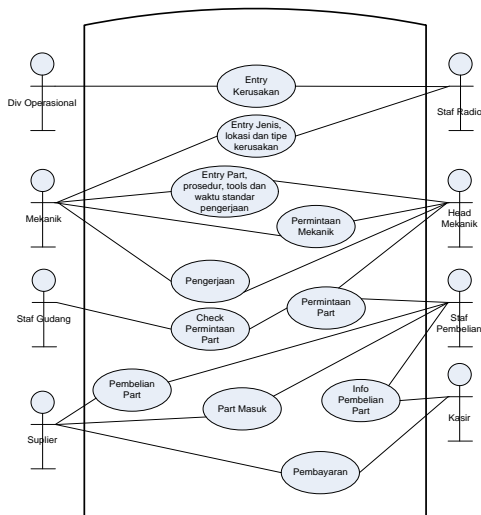 Entry
Kerusakan
Div Operasional
Staf Radio
Entry Jenis,
lokasi dan tipe
kerusakan
Entry Part,
prosedur, tools dan
waktu standar
pengerjaan
Mekanik
Permintaan
Mekanik
Head
Mekanik
Pengerjaan
Staf Gudang
Check
Permintaan
Part
Permintaan
Part
Staf
Pembelian
Pembelian
Part
Part Masuk
Info
Pembelian
Part
Suplier
Kasir
Pembayaran